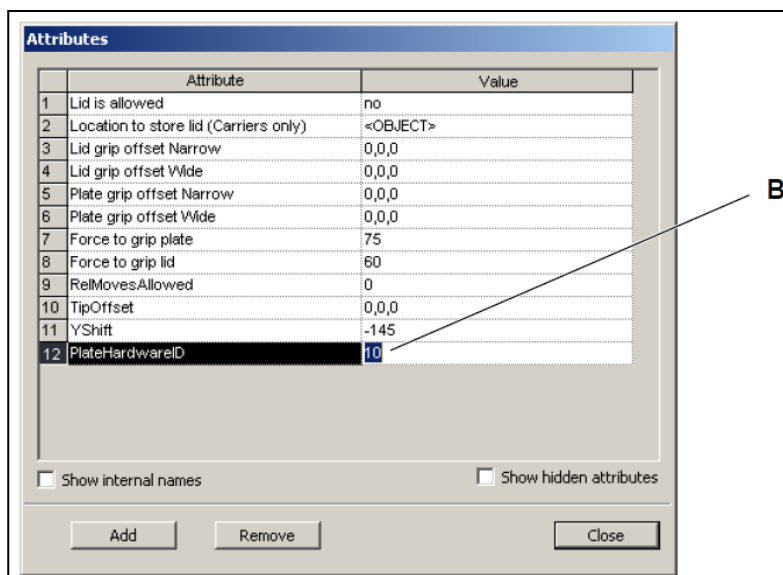 Attributes
Attribute Value
1 Lid is allowed no
2 Location to store lid (Carriers only) <OBJECT>
3 Lid grip offset Narrow 0,0,0
4 Lid grip offset Wide 0,0,0
5 Plate grip offset Narrow 0,0,0
6 Plate grip offset Wide 0,0,0
7 Force to grip plate 75
8 Force to grip lid 60
9 RelMovesAllowed 0
10 TipOffset 0,0,0
11 YShift -145
12 PlateHardwareID 10
B
Show internal names Show hidden attributes
Add Remove Close